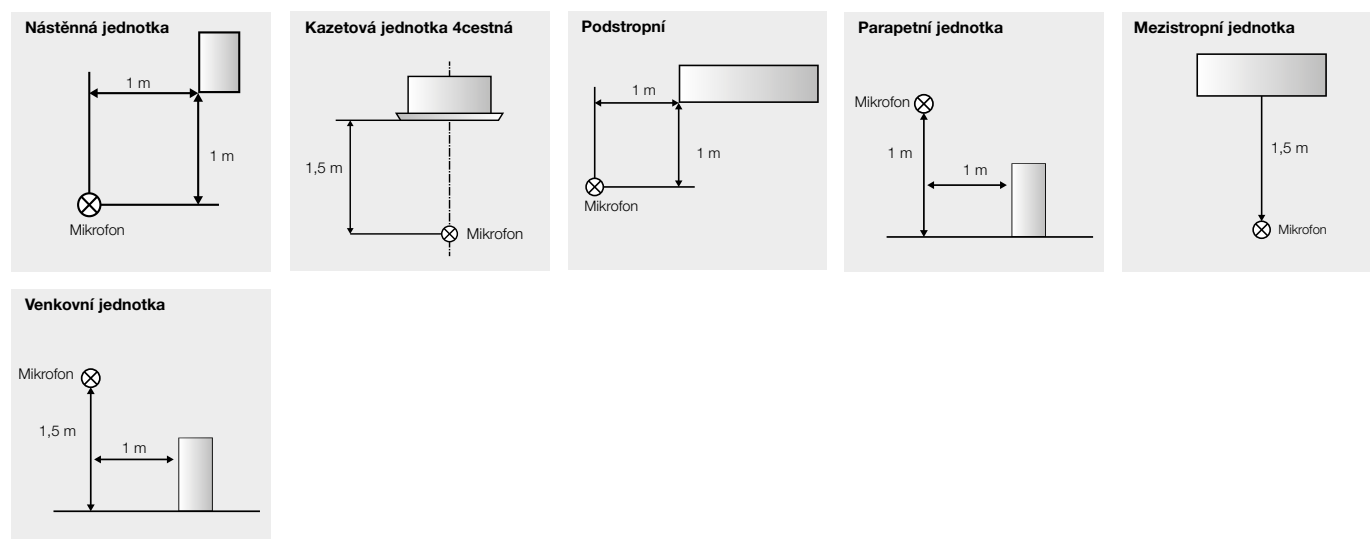 Nástěnná jednotka
1 m
1 m
Mikrofon
Kazetová jednotka 4cestná
1,5 m
Mikrofon
Podstropní
1 m
1 m
Mikrofon
Parapetní jednotka
Mikrofon
1 m
1 m
Mezistropní jednotka
1,5 m
Mikrofon
Venkovní jednotka
Mikrofon
1,5 m
1 m